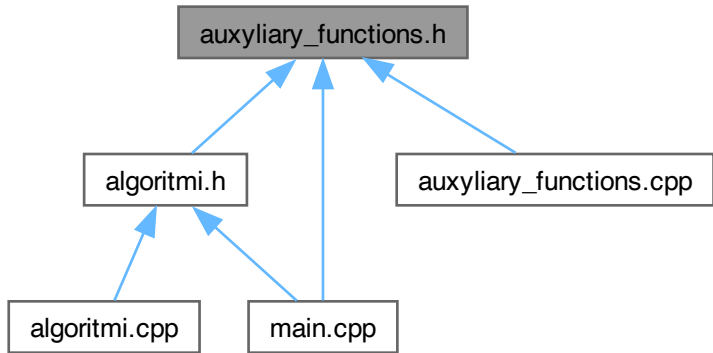 auxyliary_functions.h
algoritmi.h
auxyliary_functions.cpp
algoritmi.cpp
main.cpp